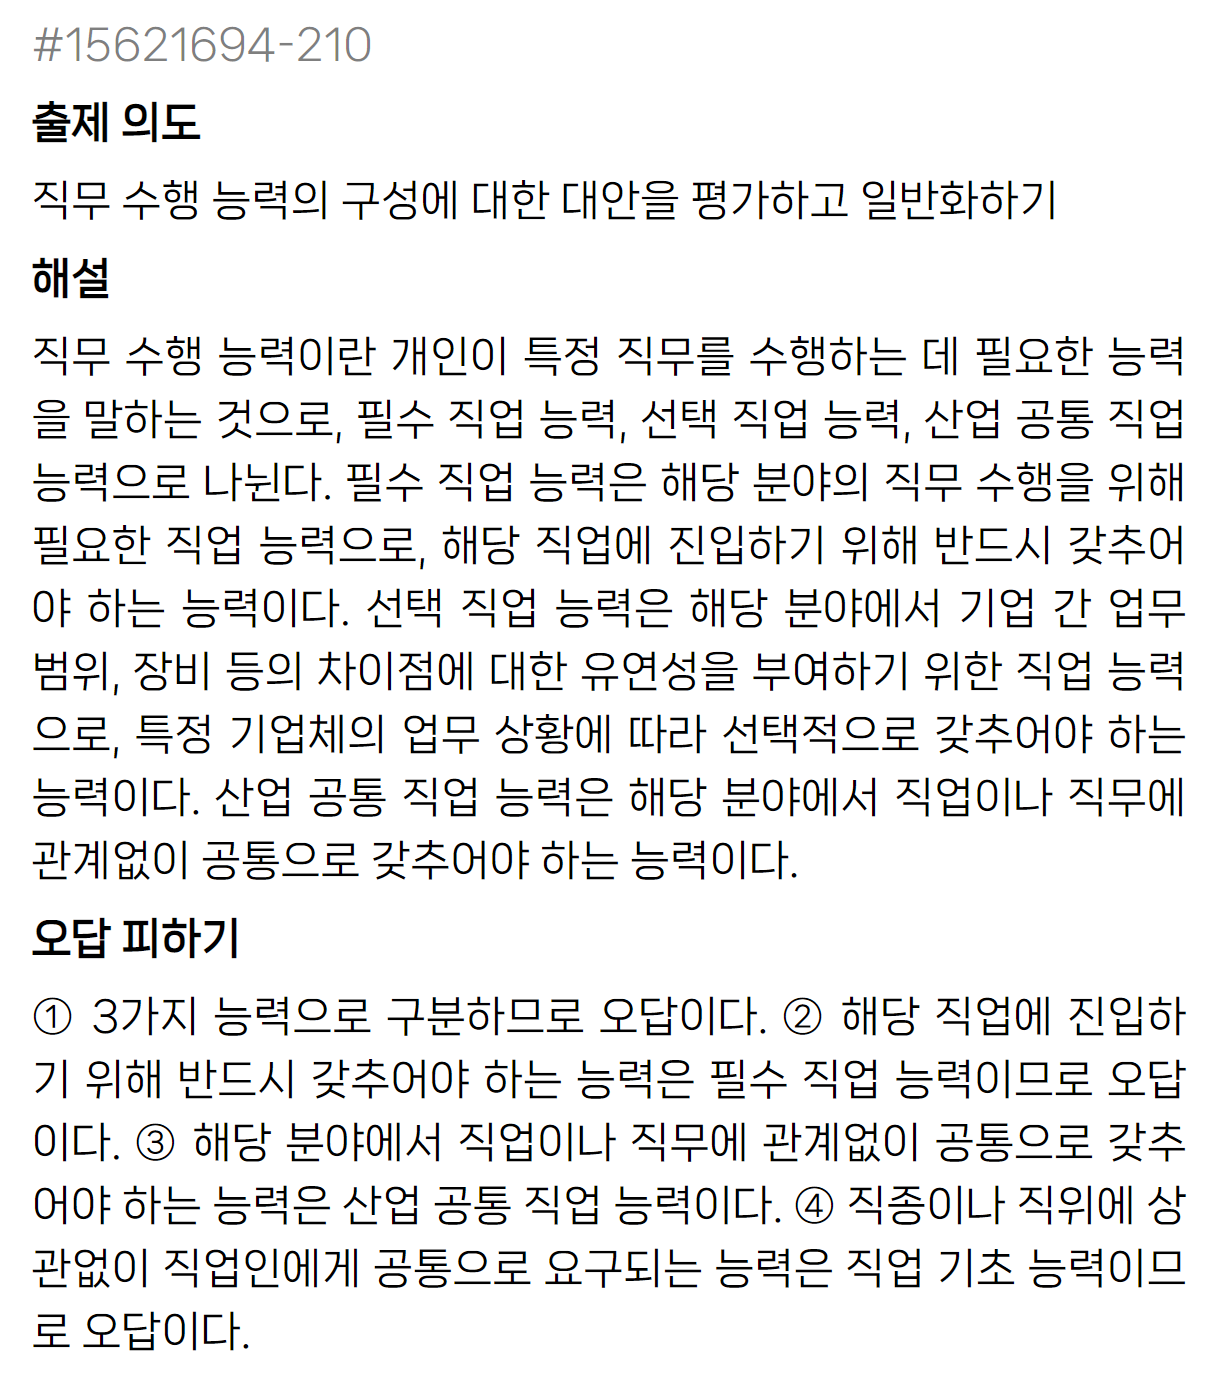 #15621694-210
출제 의도
직무 수행 능력의 구성에 대한 대안을 평가하고 일반화하기
해설
직무 수행 능력이란 개인이 특정 직무를 수행하는 데 필요한 능력
을 말하는 것으로, 필수 직업 능력, 선택 직업 능력, 산업 공통 직업
능력으로 나뉜다. 필수 직업 능력은 해당 분야의 직무 수행을 위해
필요한 직업 능력으로, 해당 직업에 진입하기 위해 반드시 갖추어
야 하는 능력이다. 선택 직업 능력은 해당 분야에서 기업 간 업무
범위, 장비 등의 차이점에 대한 유연성을 부여하기 위한 직업 능력
으로, 특정 기업체의 업무 상황에 따라 선택적으로 갖추어야 하는
능력이다. 산업 공통 직업 능력은 해당 분야에서 직업이나 직무에
관계없이 공통으로 갖추어야 하는 능력이다.
오답 피하기
① 3가지 능력으로 구분하므로 오답이다. ② 해당 직업에 진입하
기 위해 반드시 갖추어야 하는 능력은 필수 직업 능력이므로 오답
이다. ③ 해당 분야에서 직업이나 직무에 관계없이 공통으로 갖추
어야 하는 능력은 산업 공통 직업 능력이다. ④ 직종이나 직위에 상
관없이 직업인에게 공통으로 요구되는 능력은 직업 기초 능력이므
로 오답이다.